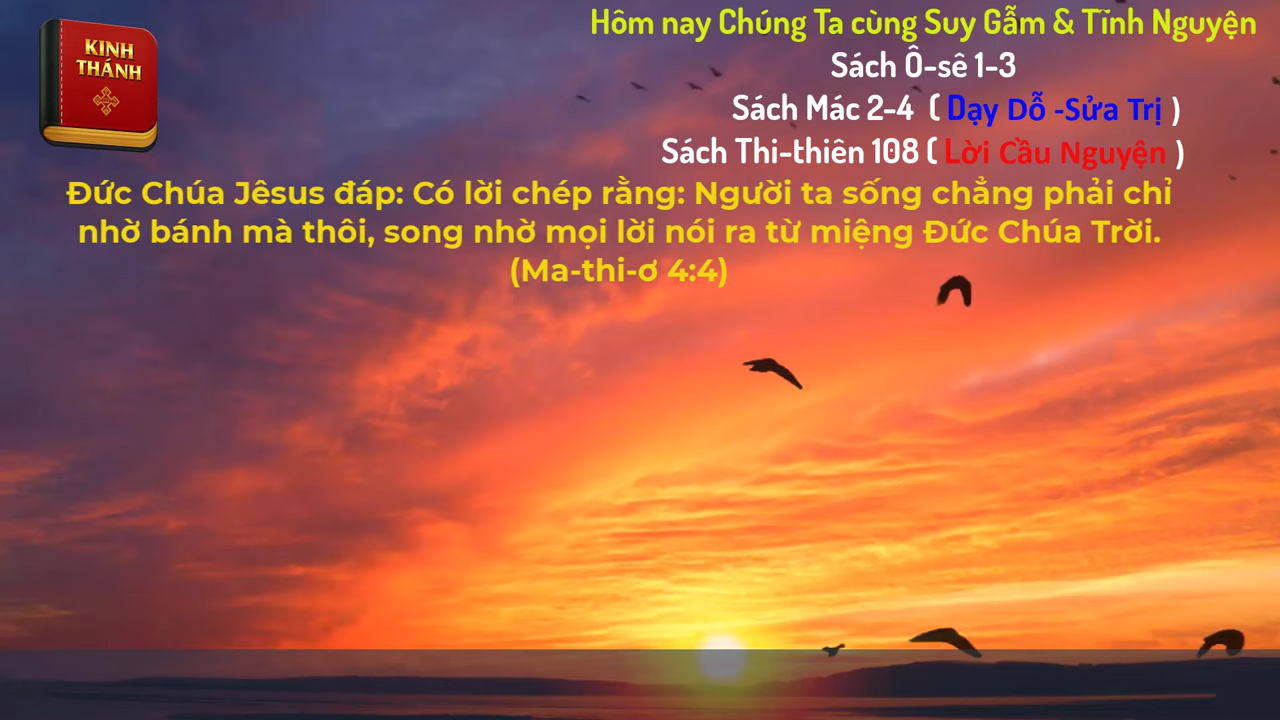 KINH
THÁNH
Hôm nay Chúng Ta cùng Suy Gẫm & Tĩnh Nguyện
Sách Ô-sê 1-3
Sách Mác 2-4 ( Dạy Dỗ -Sửa Trị )
Sách Thi-thiên 108 ( Lời Cầu Nguyện )
Đức Chúa Jêsus đáp: Có lời chép rằng: Người ta sống chẳng phải chỉ
nhờ bánh mà thôi, song nhờ mọi lời nói ra từ miệng Đức Chúa Trời.
(Ma-thi-ơ 4:4)